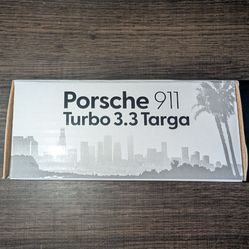 Porsche 911
Turbo 3.3 Targa